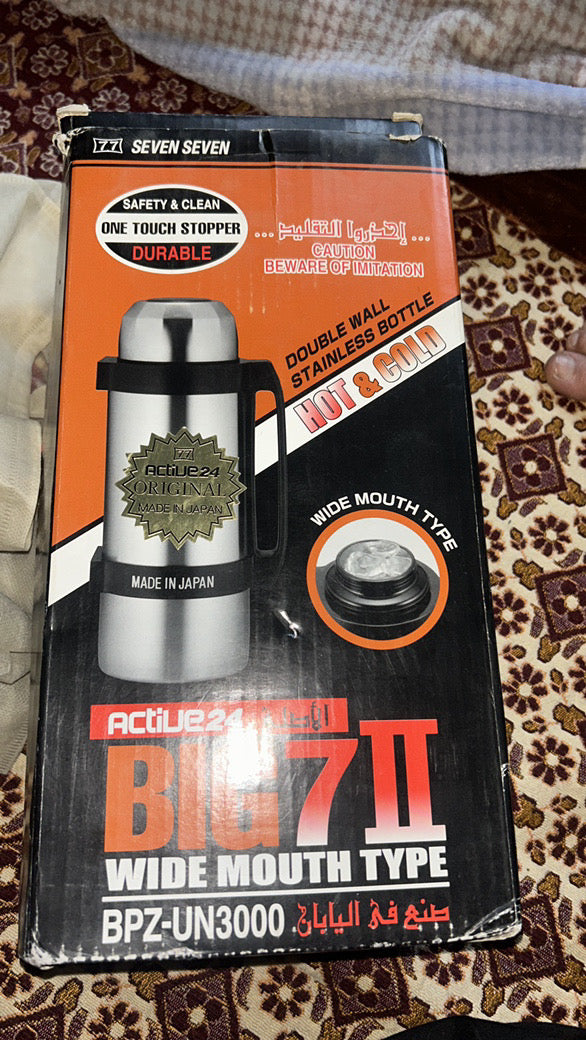 77 SEVEN SEVEN
SAFETY & CLEAN
ONE TOUCH STOPPER
DURABLE
... إحذروا التقليد ...
CAUTION
BEWARE OF IMITATION
DOUBLE WALL
STAINLESS BOTTLE
HOT & COLD
77
ACTIVE24
ORIGINAL
MADE IN JAPAN
WIDE MOUTH TYPE
MADE IN JAPAN
ACTIVE24
BIG 7 II
WIDE MOUTH TYPE
BPZ-UN3000 صنع في اليابان